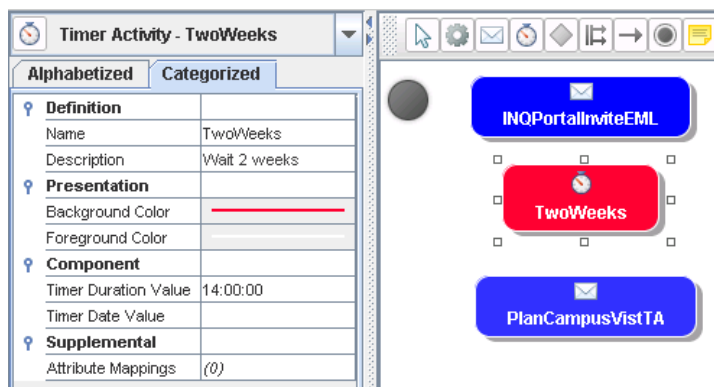 Timer Activity - TwoWeeks
Alphabetized Categorized
Definition
Name TwoWeeks
Description Wait 2 weeks
Presentation
Background Color
Foreground Color
Component
Timer Duration Value 14:00:00
Timer Date Value
Supplemental
Attribute Mappings (0)
INQPortalInviteEML
TwoWeeks
PlanCampusVistTA